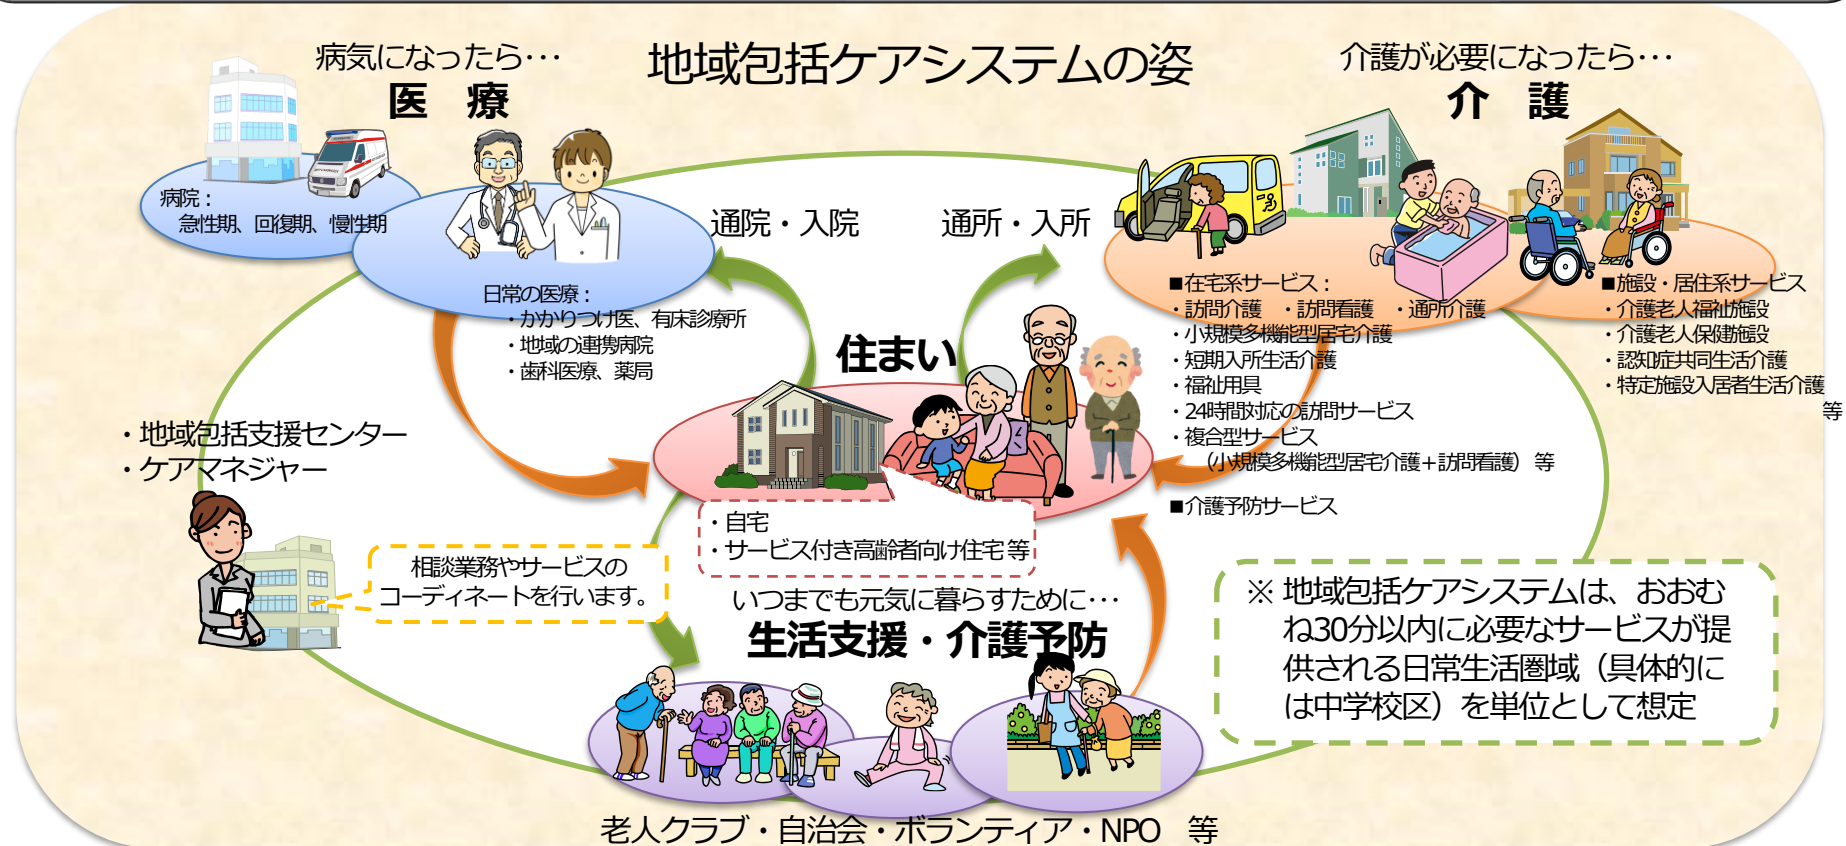 地域包括ケアシステムの姿
病気になったら･･･
医　療
病院：
急性期、回復期、慢性期
日常の医療：
・かかりつけ医、有床診療所
・地域の連携病院
・歯科医療、薬局
通院・入院
通所・入所
介護が必要になったら･･･
介　護
■在宅系サービス：
・訪問介護　・訪問看護　・通所介護
・小規模多機能型居宅介護
・短期入所生活介護
・福祉用具
・24時間対応の訪問サービス
・複合型サービス
（小規模多機能型居宅介護＋訪問看護） 等
■介護予防サービス
■施設・居住系サービス
・介護老人福祉施設
・介護老人保健施設
・認知症共同生活介護
・特定施設入居者生活介護
等
住まい
・自宅
・サービス付き高齢者向け住宅 等
・地域包括支援センター
・ケアマネジャー
相談業務やサービスの
コーディネートを行います。
いつまでも元気に暮らすために･･･
生活支援・介護予防
老人クラブ・自治会・ボランティア・NPO　等
※ 地域包括ケアシステムは、おおむ
ね30分以内に必要なサービスが提
供される日常生活圏域（具体的に
は中学校区）を単位として想定